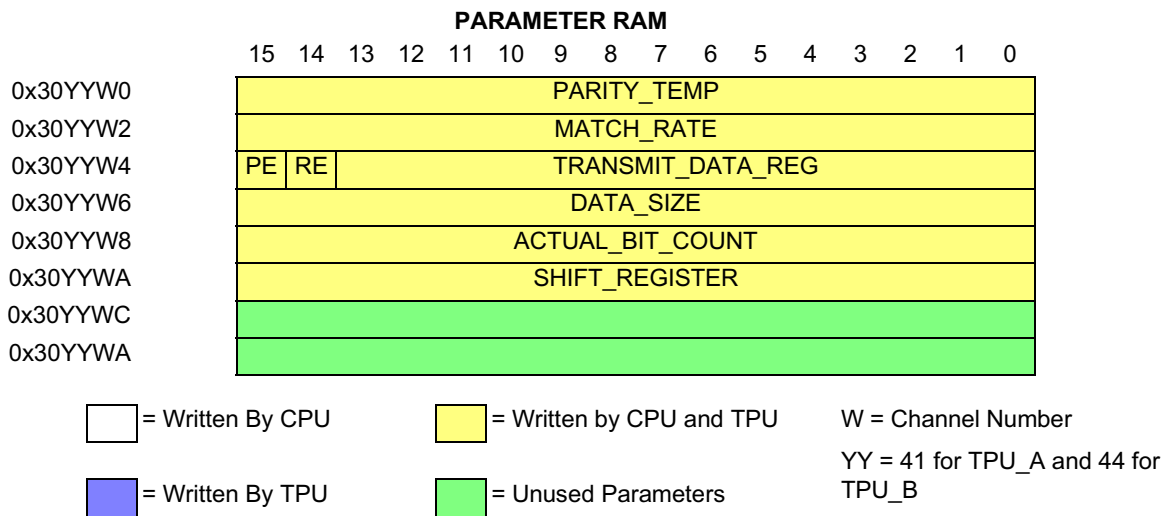 PARAMETER RAM
15 14 13 12 11 10 9 8 7 6 5 4 3 2 1 0
0x30YYW0 PARITY_TEMP
0x30YYW2 MATCH_RATE
0x30YYW4 PE RE TRANSMIT_DATA_REG
0x30YYW6 DATA_SIZE
0x30YYW8 ACTUAL_BIT_COUNT
0x30YYWA SHIFT_REGISTER
0x30YYWC
0x30YYWA
= Written By CPU = Written by CPU and TPU W = Channel Number
= Written By TPU = Unused Parameters YY = 41 for TPU_A and 44 for
TPU_B